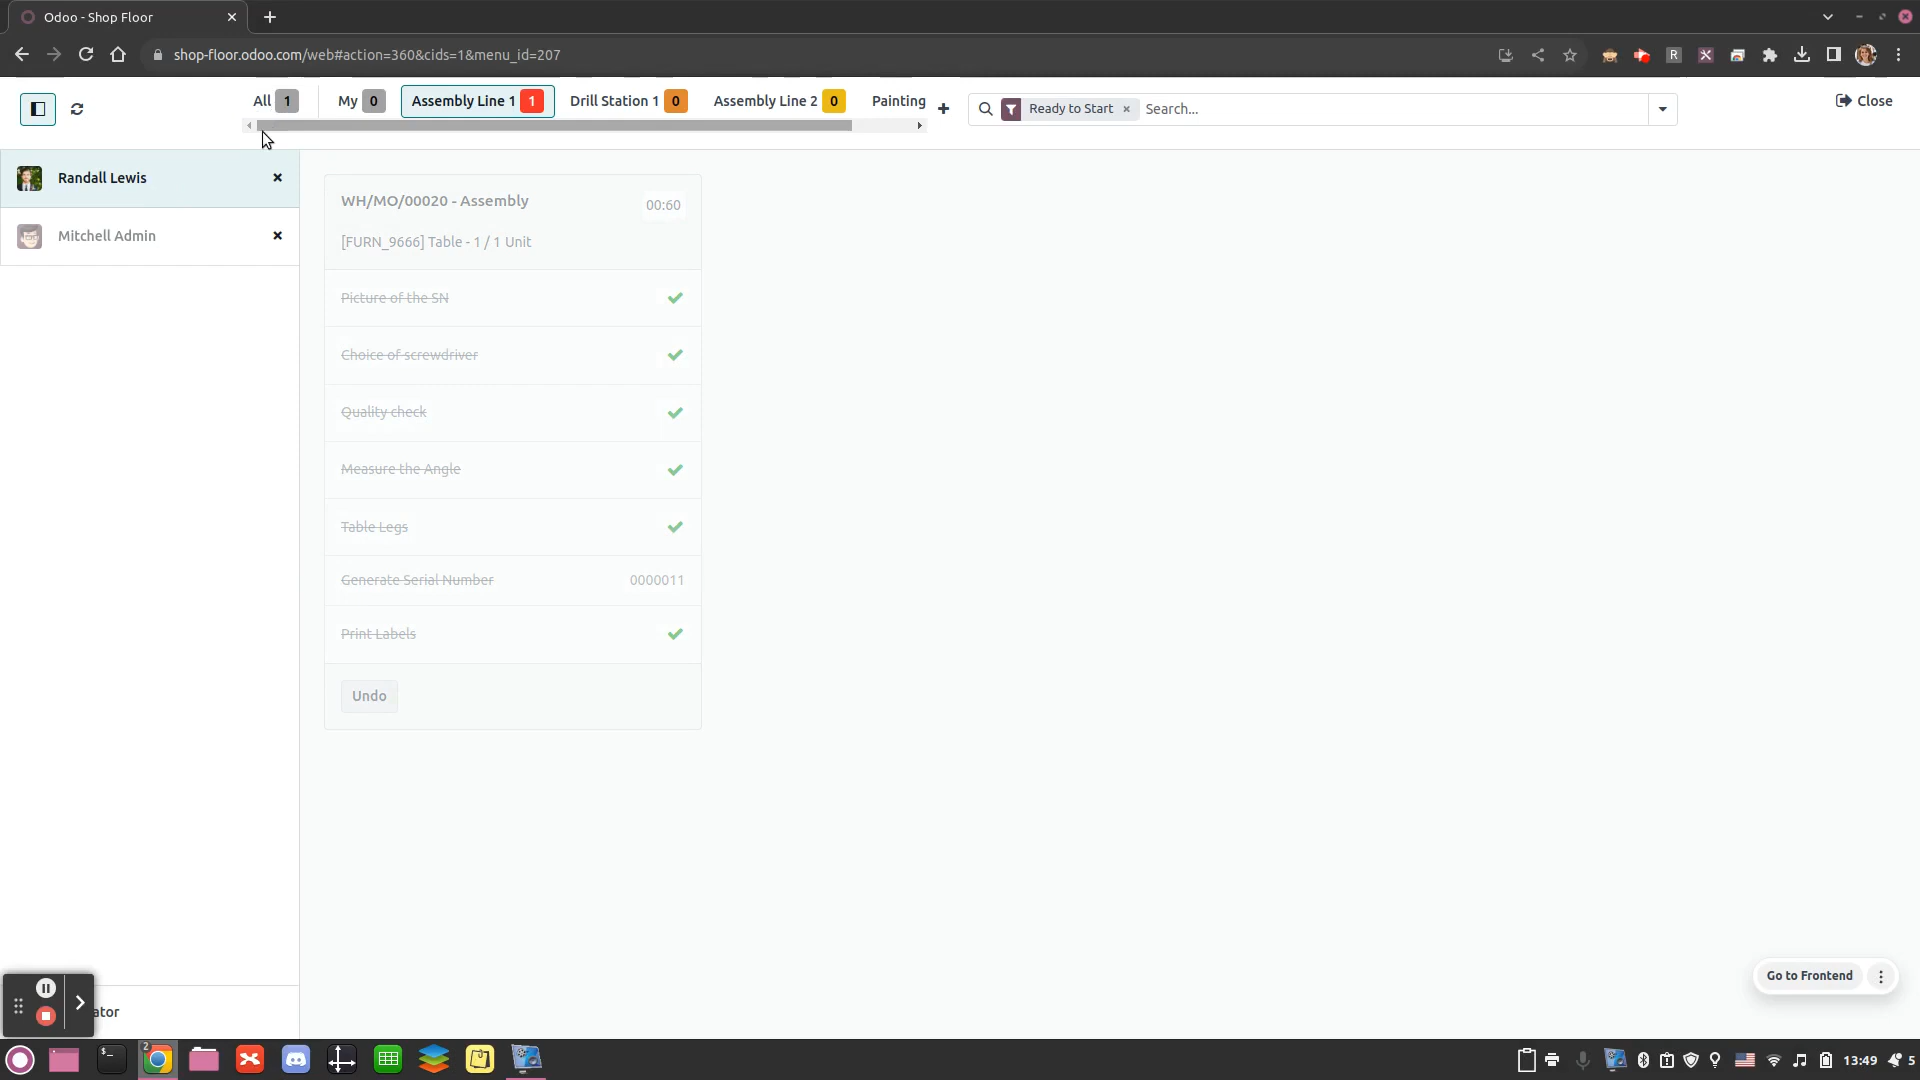 Odoo - Shop Floor
shop-floor.odoo.com/web#action=360&cids=1&menu_id=207
All 1
My 0
Assembly Line 1 1
Drill Station 1 0
Assembly Line 2 0
Painting
Ready to Start
Search...
Close
Randall Lewis
Mitchell Admin
WH/MO/00020 - Assembly
00:60
[FURN_9666] Table - 1 / 1 Unit
Picture of the SN
Choice of screwdriver
Quality check
Measure the Angle
Table Legs
Generate Serial Number
0000011
Print Labels
Undo
Go to Frontend
ator
2
R
13:49
5